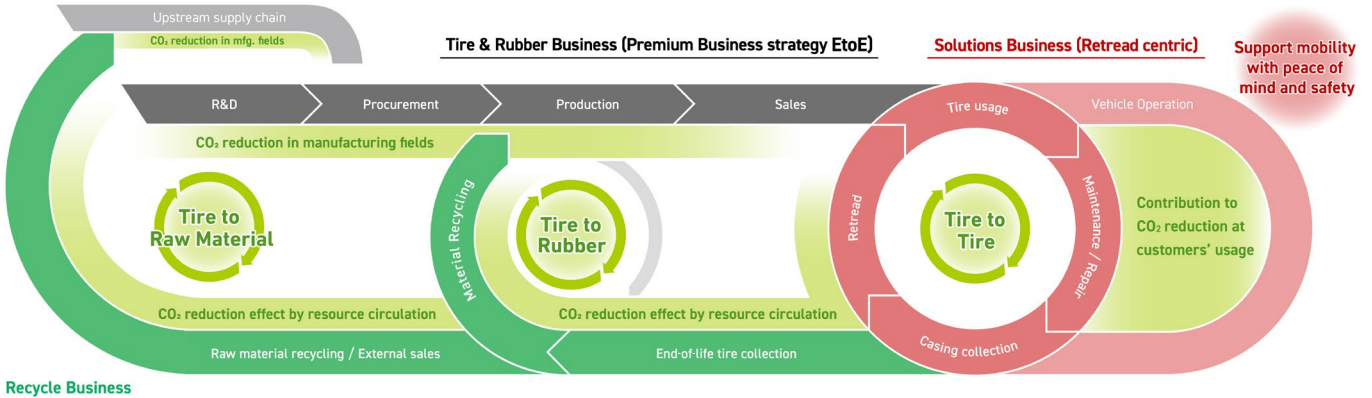 Upstream supply chain
CO₂ reduction in mfg. fields
Tire & Rubber Business (Premium Business strategy EtoE)
Solutions Business (Retread centric)
Support mobility
with peace of
mind and safety
R&D
Procurement
Production
Sales
Tire usage
Vehicle Operation
CO₂ reduction in manufacturing fields
Tire to
Raw Material
Material Recycling
Tire to
Rubber
Retread
Tire to
Tire
Maintenance / Repair
Contribution to
CO₂ reduction at
customers' usage
CO₂ reduction effect by resource circulation
CO₂ reduction effect by resource circulation
Raw material recycling / External sales
End-of-life tire collection
Casing collection
Recycle Business